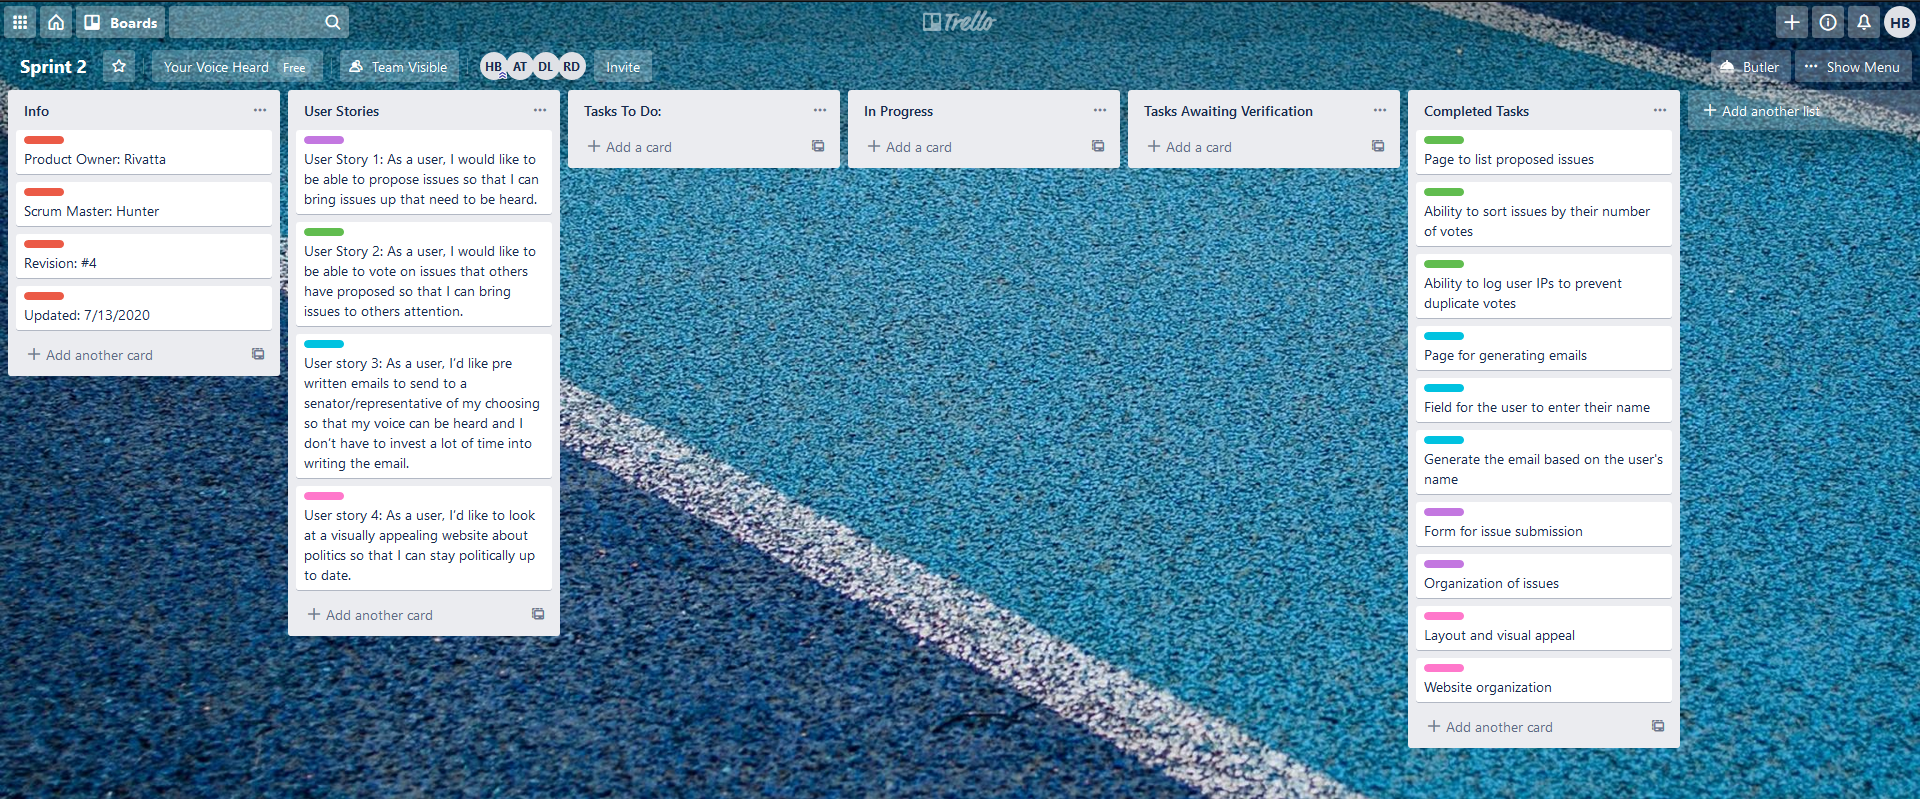 Boards
Trello
HB
Sprint 2
Your Voice Heard Free
Team Visible
HB AT DL RD
Invite
Butler
Show Menu
Info
Product Owner: Rivatta
Scrum Master: Hunter
Revision: #4
Updated: 7/13/2020
Add another card
User Stories
User Story 1: As a user, I would like to
be able to propose issues so that I can
bring issues up that need to be heard.
User Story 2: As a user, I would like to
be able to vote on issues that others
have proposed so that I can bring
issues to others attention.
User story 3: As a user, I'd like pre
written emails to send to a
senator/representative of my choosing
so that my voice can be heard and I
don't have to invest a lot of time into
writing the email.
User story 4: As a user, I'd like to look
at a visually appealing website about
politics so that I can stay politically up
to date.
Add another card
Tasks To Do:
Add a card
In Progress
Add a card
Tasks Awaiting Verification
Add a card
Completed Tasks
Page to list proposed issues
Ability to sort issues by their number
of votes
Ability to log user IPs to prevent
duplicate votes
Page for generating emails
Field for the user to enter their name
Generate the email based on the user's
name
Form for issue submission
Organization of issues
Layout and visual appeal
Website organization
Add another card
Add another list